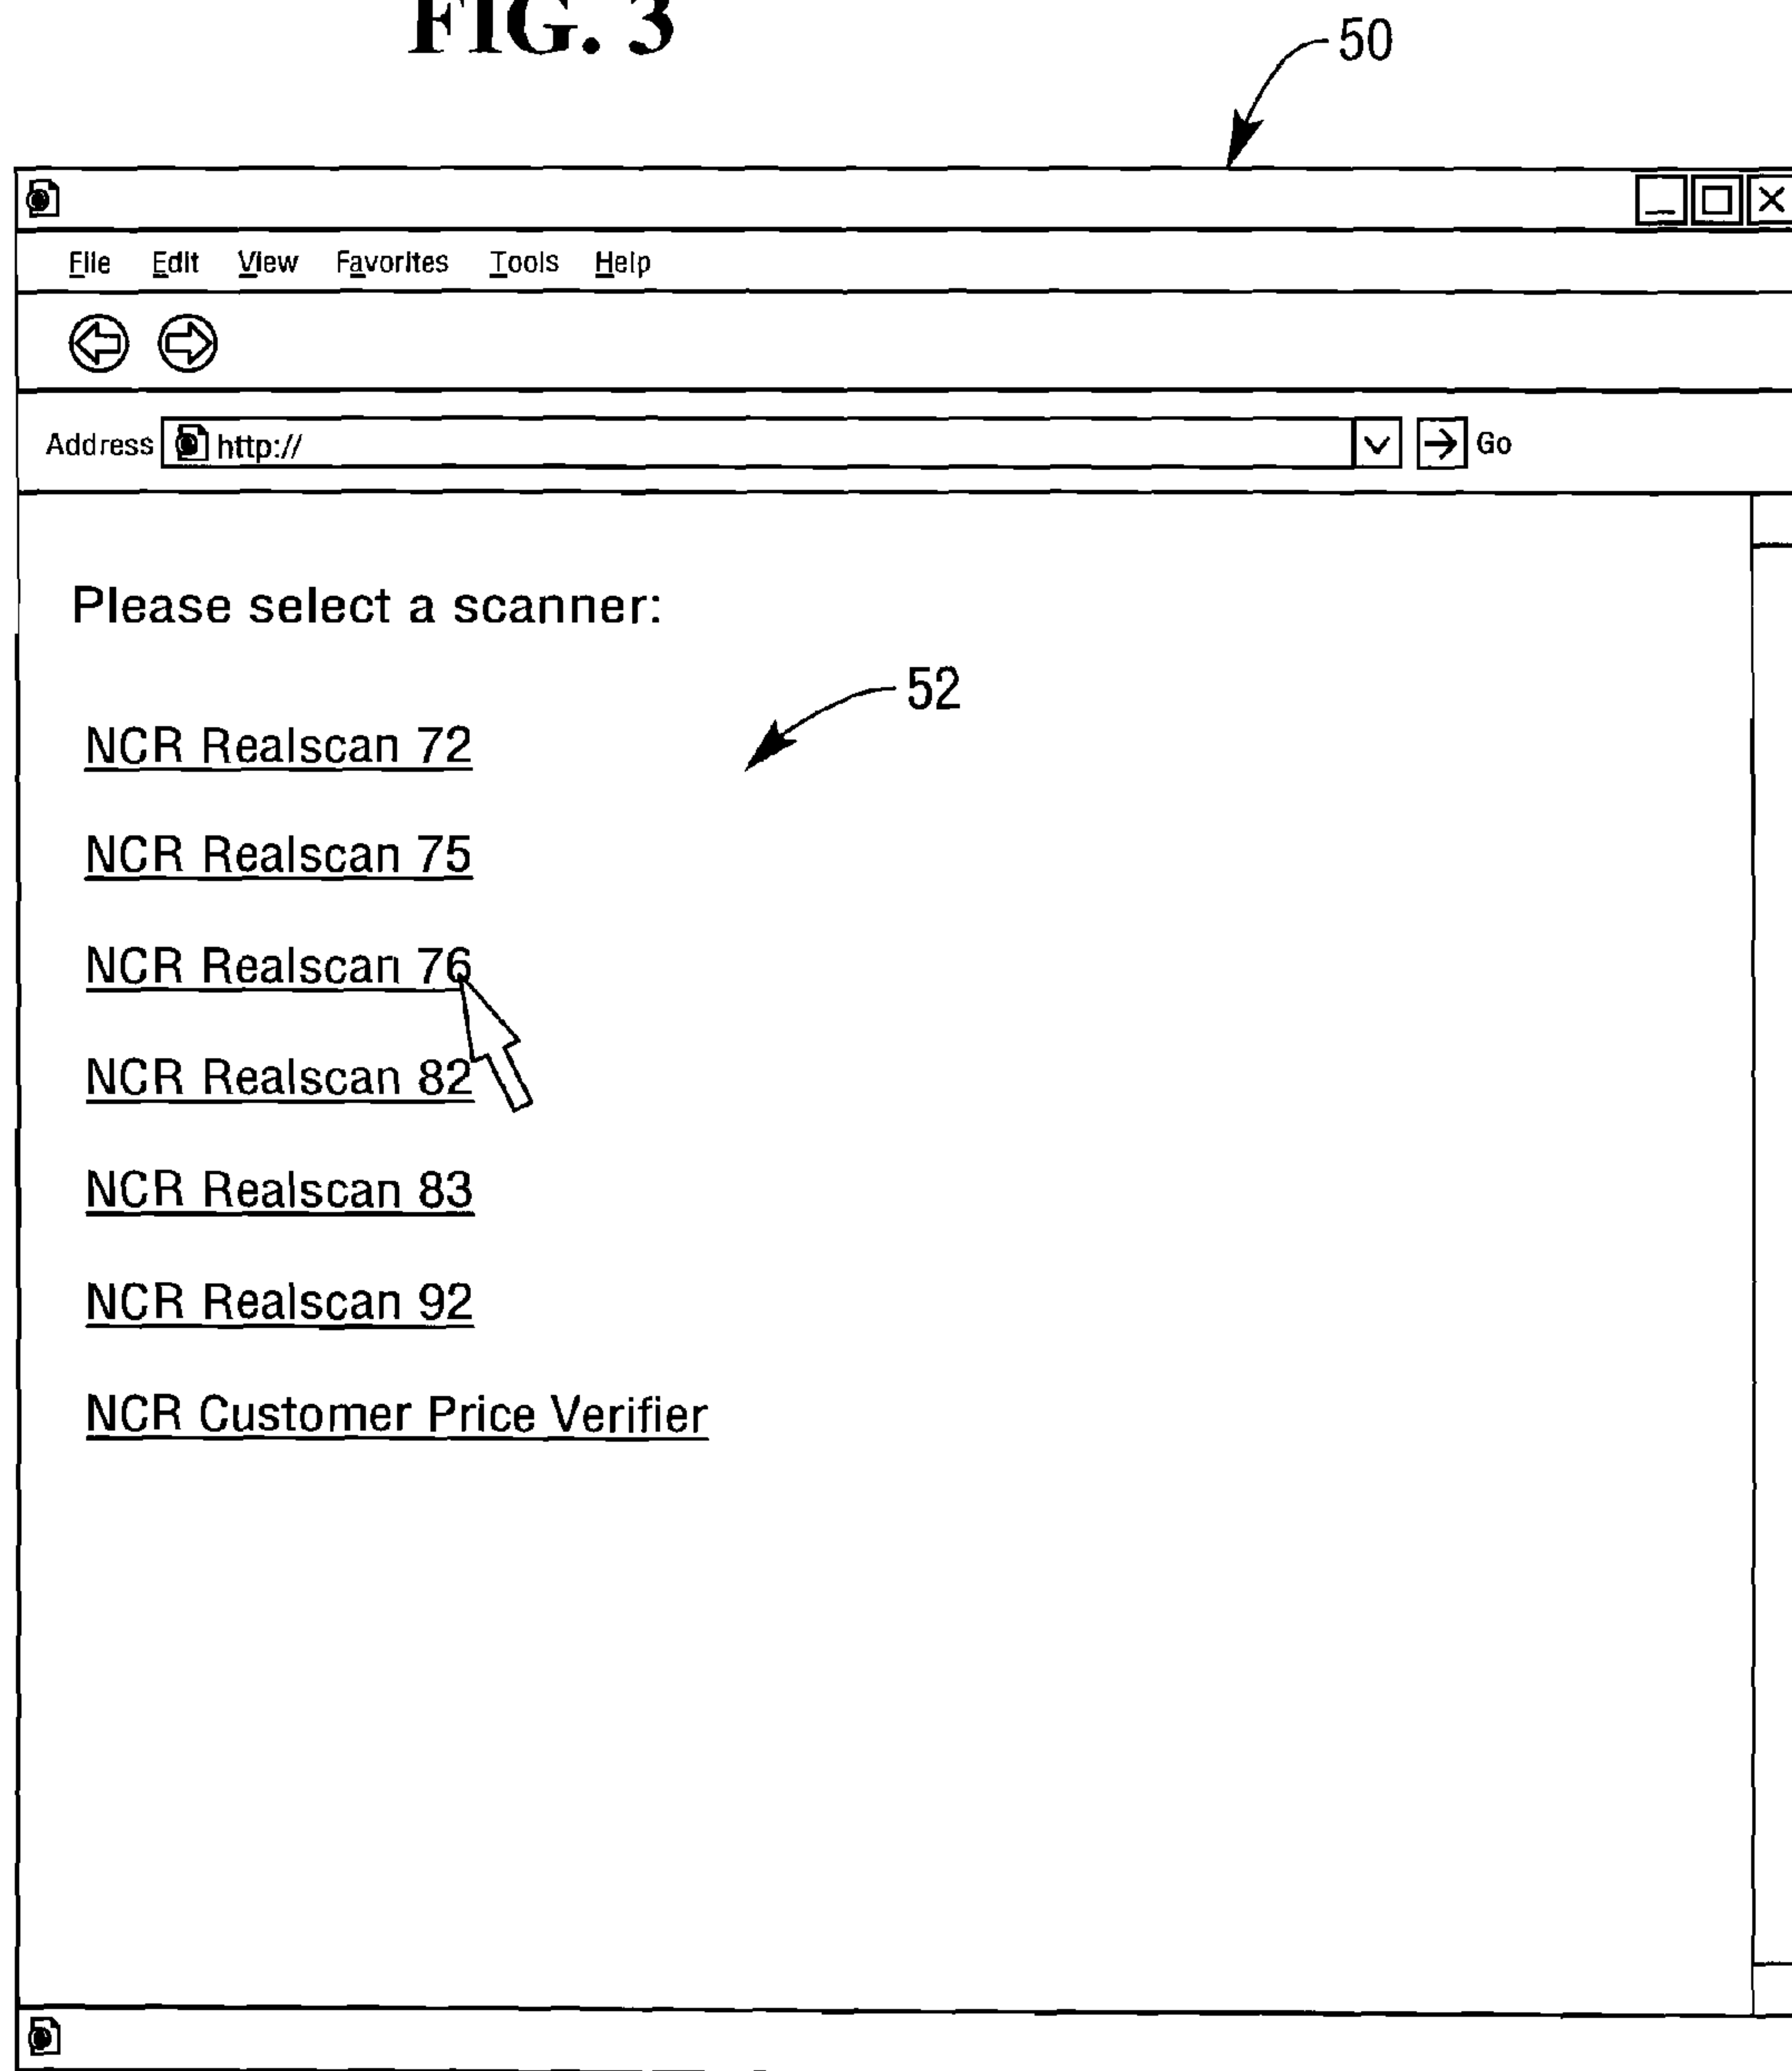 FIG. 3
50
File Edit View Favorites Tools Help
Address http:// Go
Please select a scanner:
52
NCR Realscan 72
NCR Realscan 75
NCR Realscan 76
NCR Realscan 82
NCR Realscan 83
NCR Realscan 92
NCR Customer Price Verifier